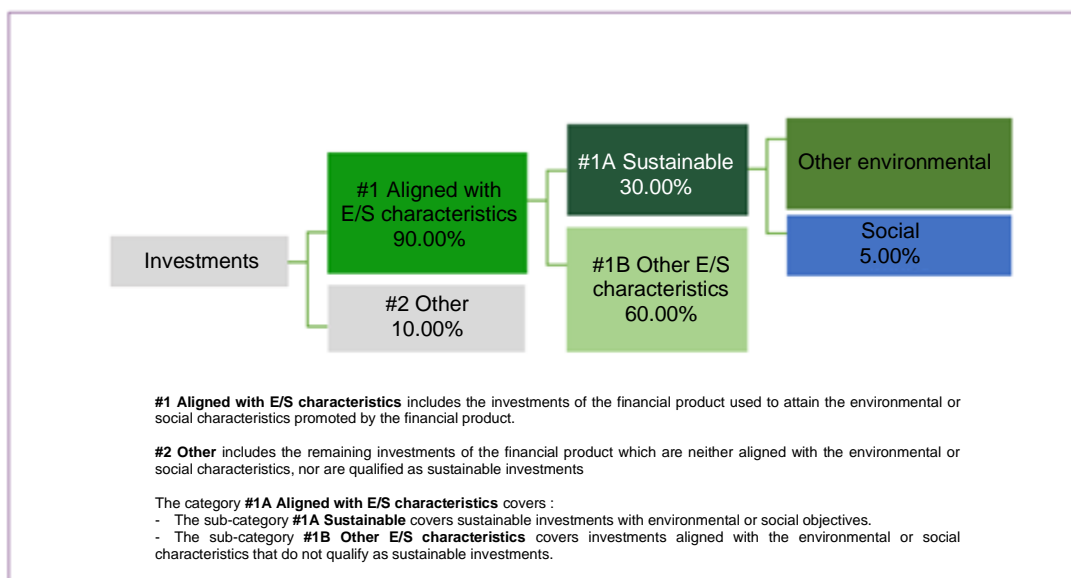 Investments
#1 Aligned with
E/S characteristics
90.00%
#2 Other
10.00%
#1A Sustainable
30.00%
#1B Other E/S
characteristics
60.00%
Other environmental
Social
5.00%
#1 Aligned with E/S characteristics includes the investments of the financial product used to attain the environmental or
social characteristics promoted by the financial product.
#2 Other includes the remaining investments of the financial product which are neither aligned with the environmental or
social characteristics, nor are qualified as sustainable investments
The category #1A Aligned with E/S characteristics covers :
- The sub-category #1A Sustainable covers sustainable investments with environmental or social objectives.
- The sub-category #1B Other E/S characteristics covers investments aligned with the environmental or social
characteristics that do not qualify as sustainable investments.